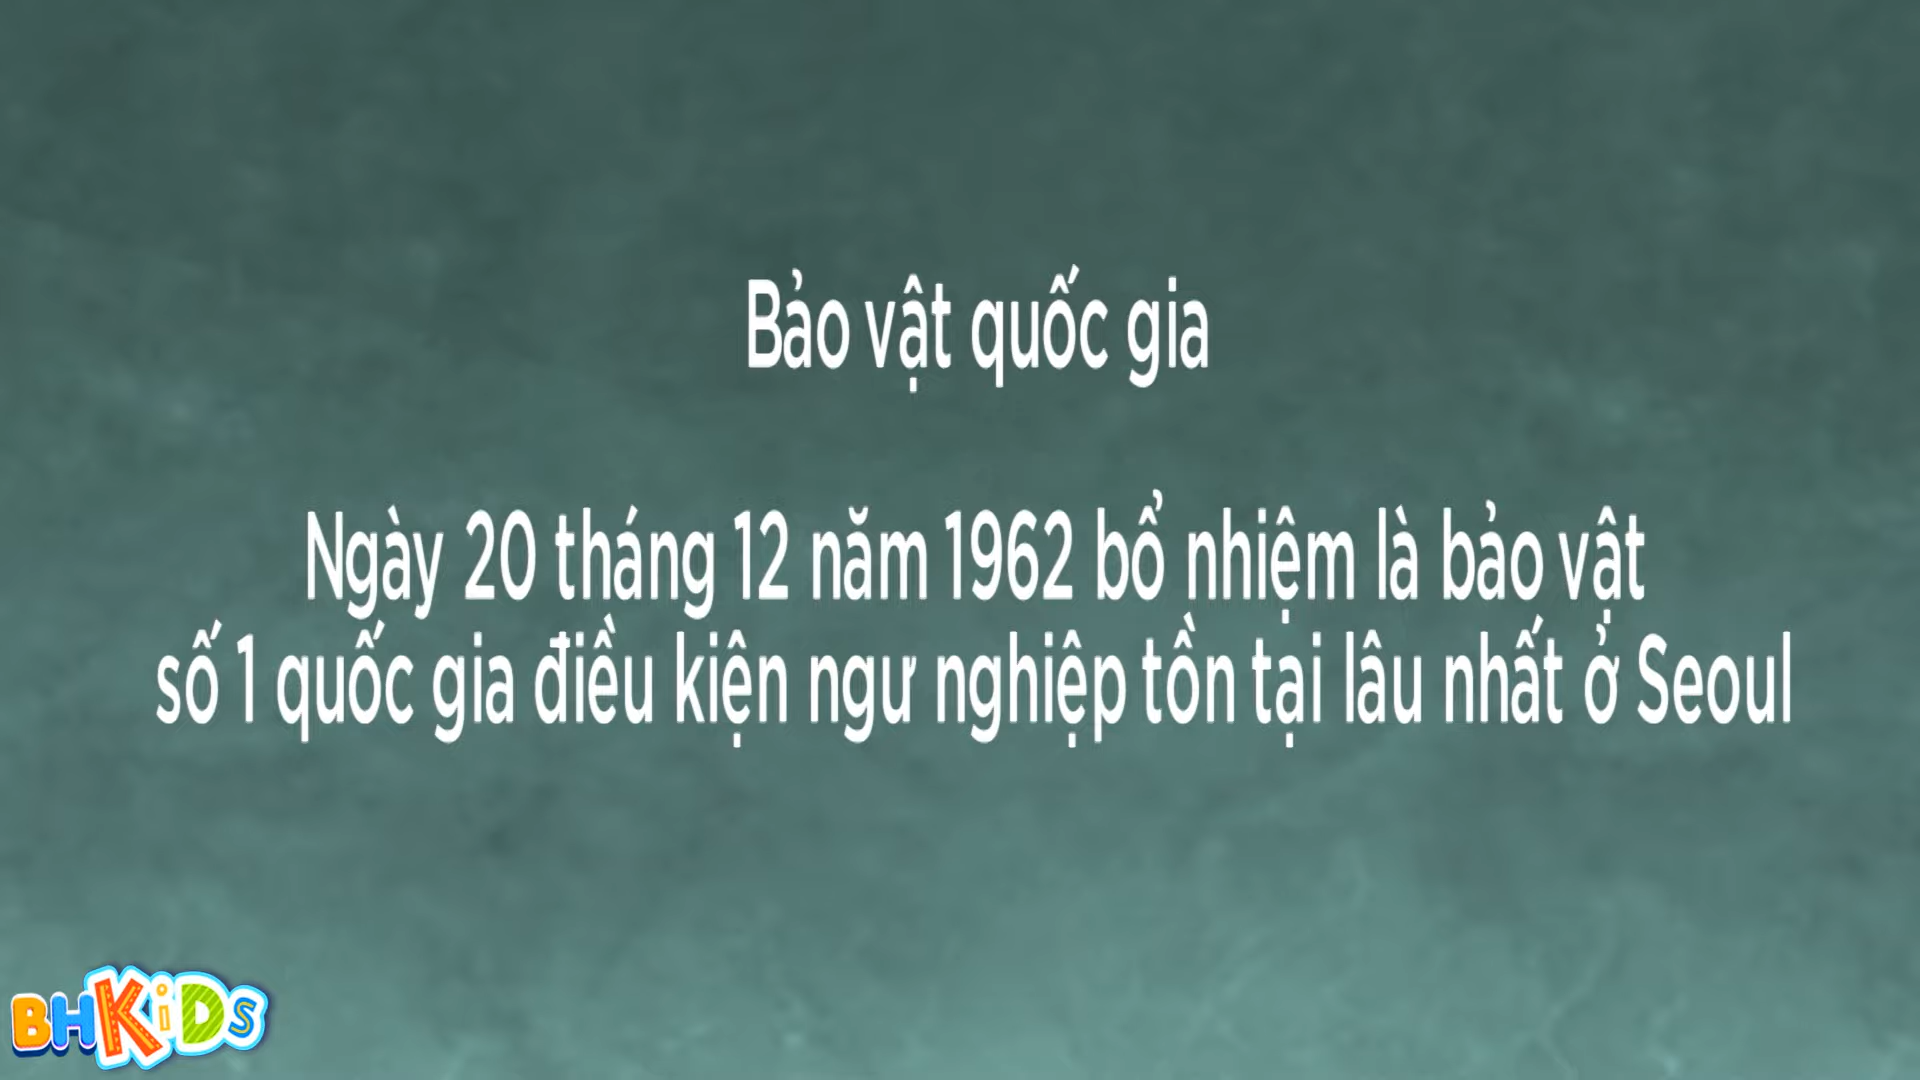 Bảo vật quốc gia
Ngày 20 tháng 12 năm 1962 bổ nhiệm là bảo vật
số 1 quốc gia điều kiện ngư nghiệp tồn tại lâu nhất ở Seoul
BHKiDS